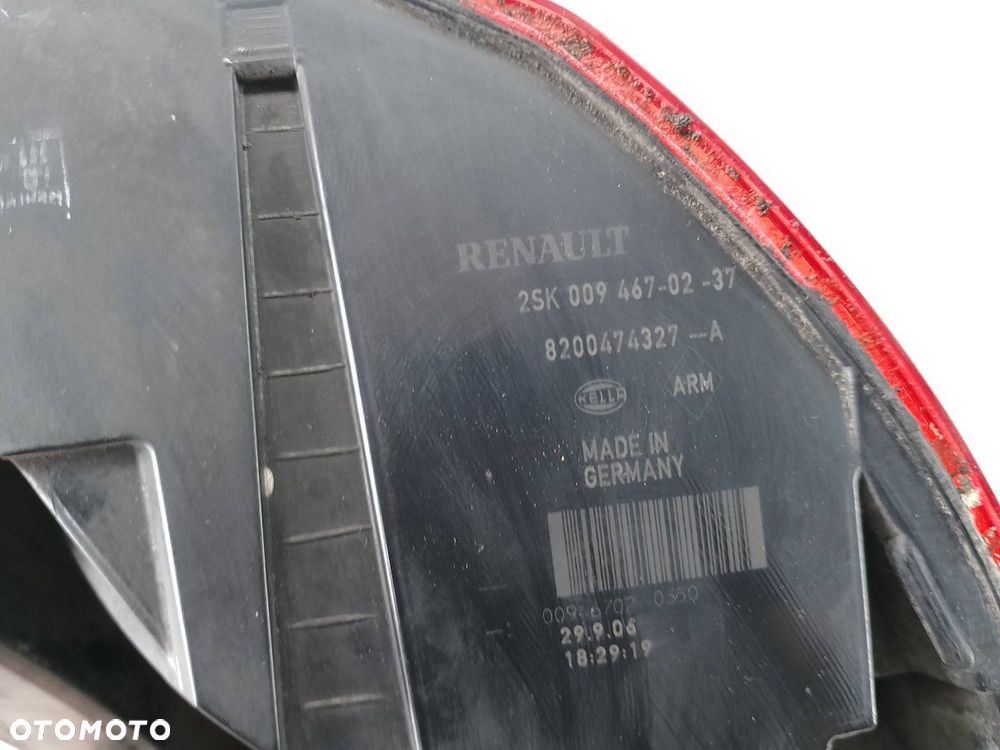 RENAULT
2SK 009 467-02 -37
8200474327 --A
HELLA
ARM
MADE IN
GERMANY
0350
29.9.06
18:29:19
OTOMOTO